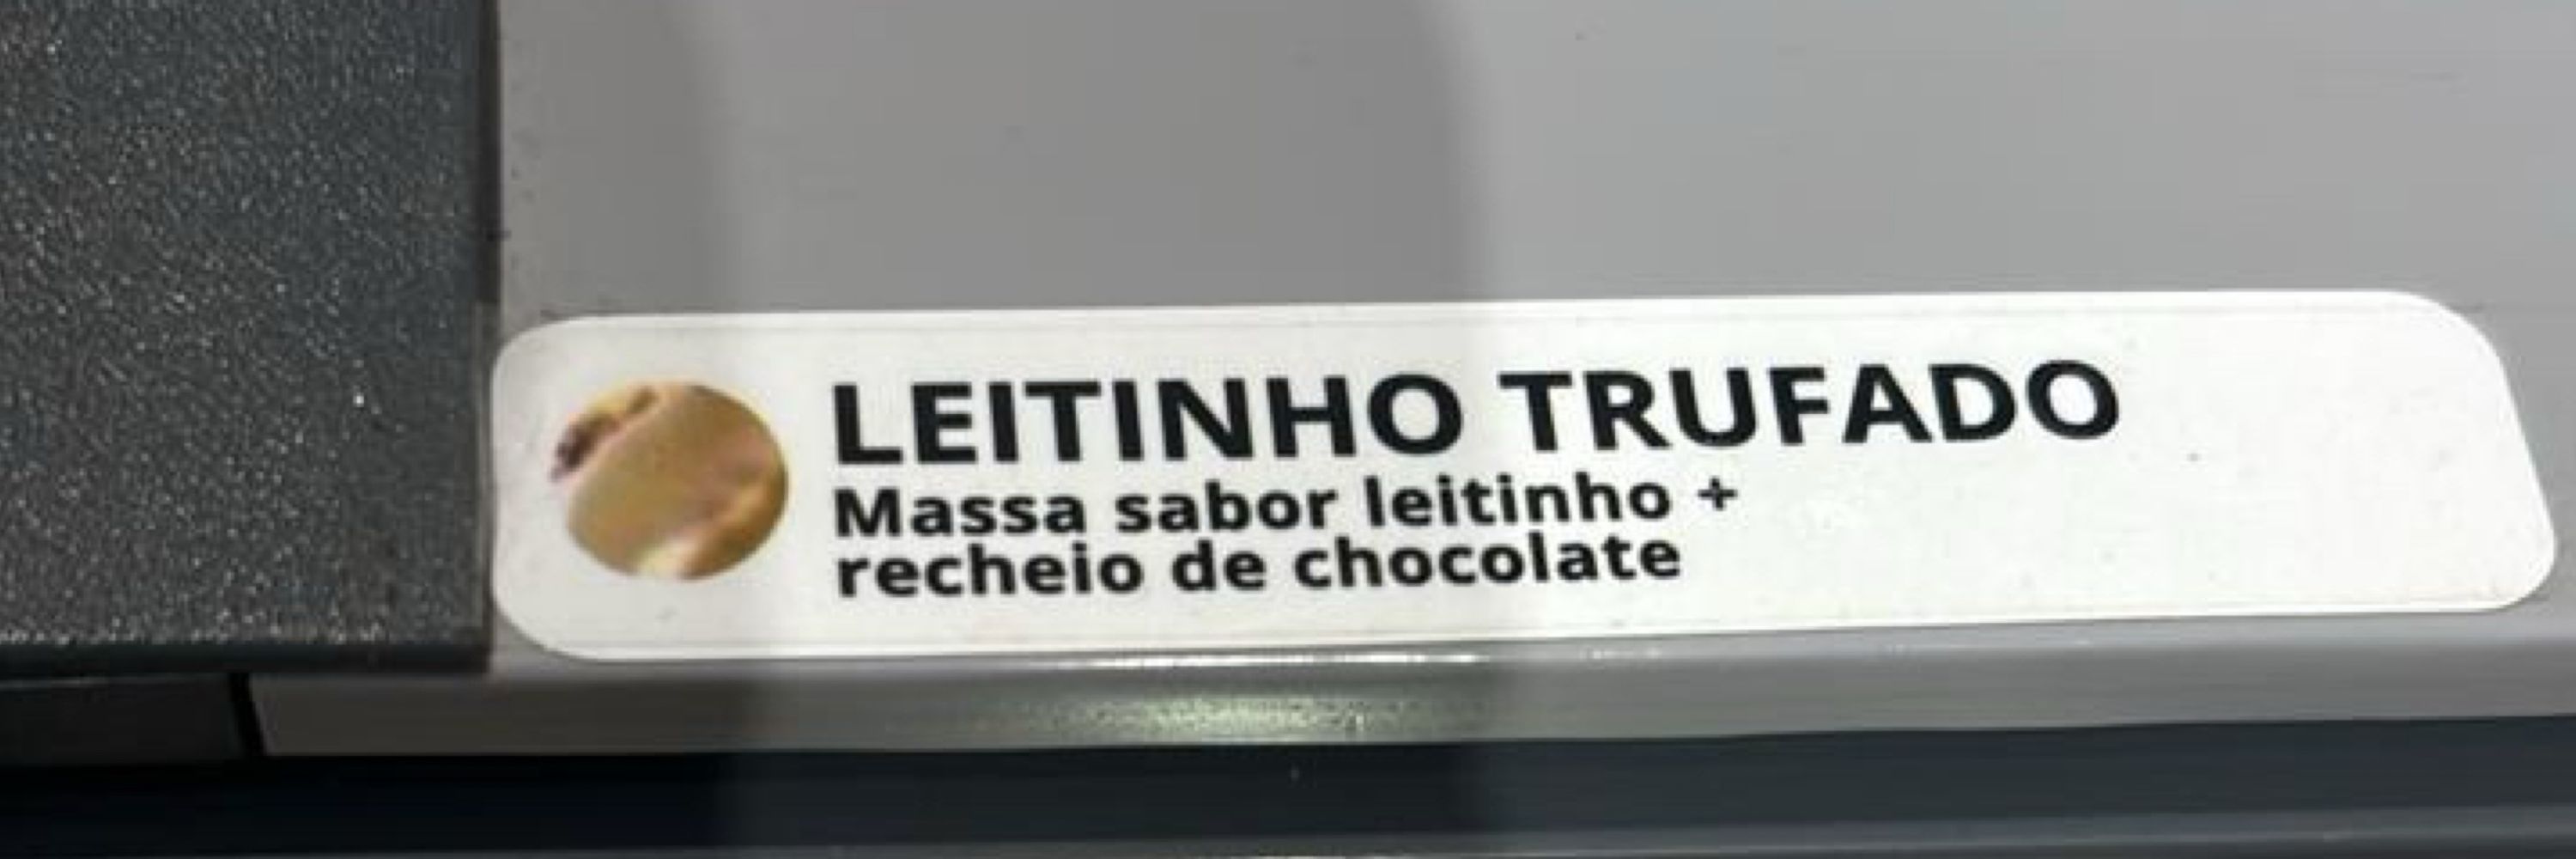 LEITINHO TRUFADO
Massa sabor leitinho +
recheio de chocolate